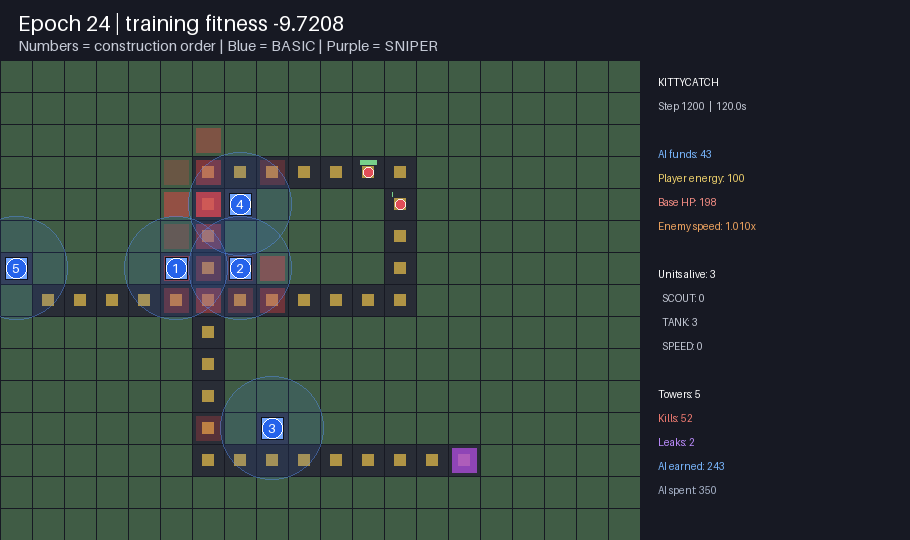 Epoch 24 | training fitness -9.7208
Numbers = construction order | Blue = BASIC | Purple = SNIPER
KITTYCATCH
Step 1200 | 120.0s
AI funds: 43
Player energy: 100
Base HP: 198
Enemy speed: 1.010x
Units alive: 3
SCOUT: 0
TANK: 3
SPEED: 0
Towers: 5
Kills: 52
Leaks: 2
AI earned: 243
AI spent: 350
4
5
1
2
3